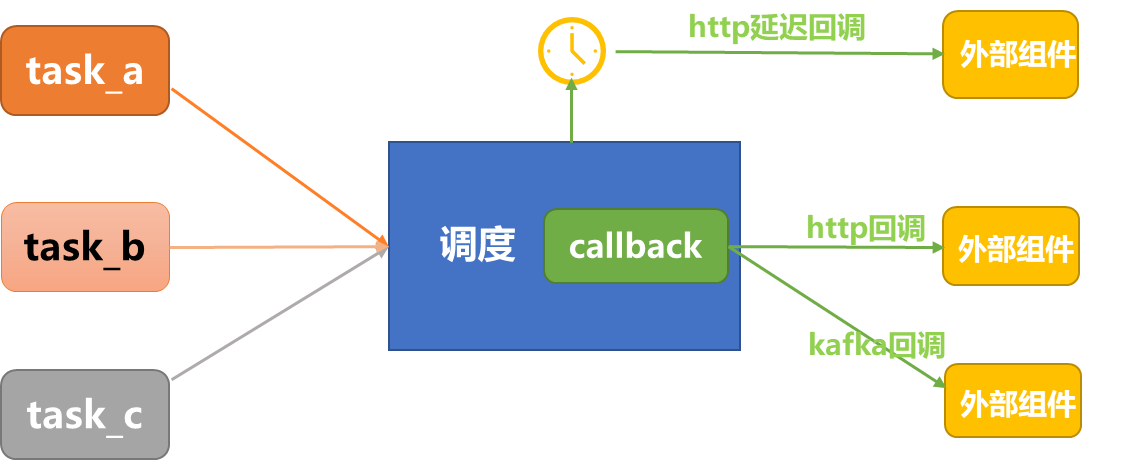 http延迟回调
外部组件
task_a
task_b
调度
callback
http回调
外部组件
kafka回调
外部组件
task_c